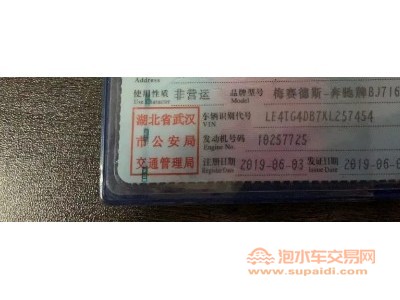 Address
使用性质 非营运 品牌型号 梅赛德斯-奔驰牌BJ716
Use Character Model
湖北省武汉
市公安局
交通管理局
车辆识别代号 LE4TG4DB7KL257454
VIN
发动机号码 10257725
Engine No.
注册日期 2019-06-03 发证日期 2019-06-0
Register Date Issue Date
泡水车交易网
www.supaidi.com